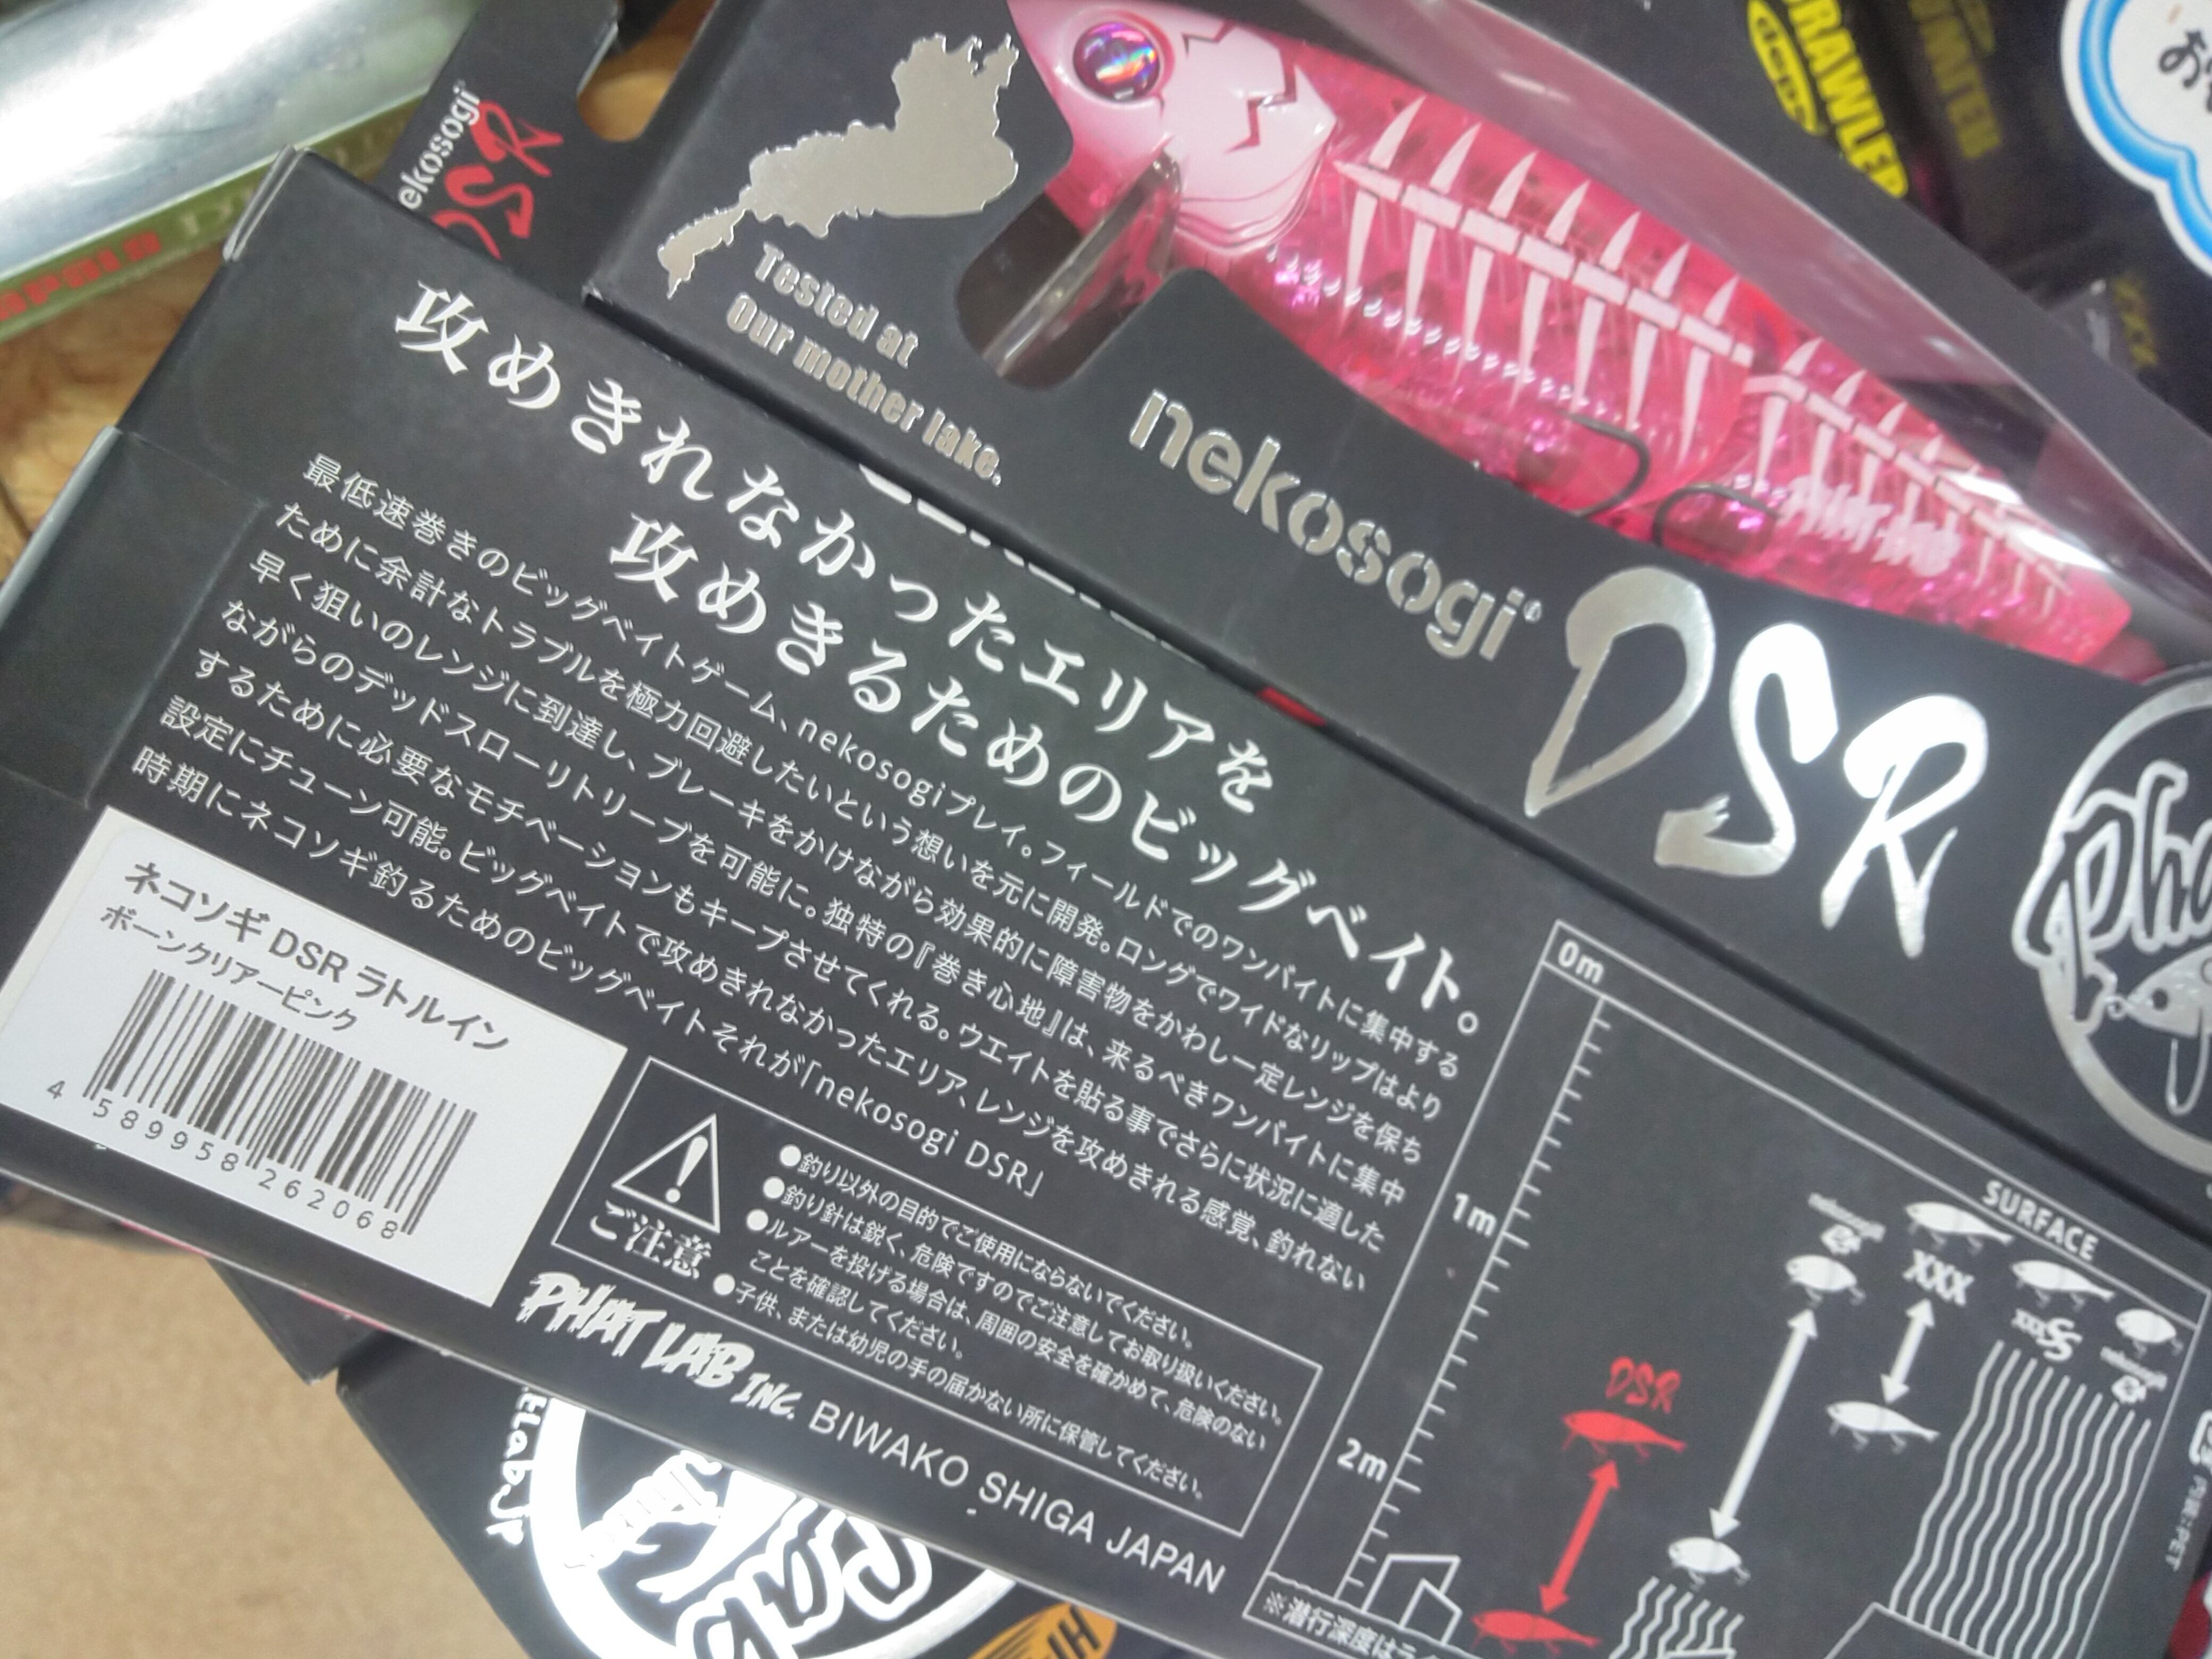 nekosogi
DSR
CRAWLER
deps
Tested at
Our mother lake.
nekosogi
DSR
攻めきれなかったエリアを
攻めきるためのビッグベイト。
最低速巻きのビッグベイトゲーム、nekosogiプレイ。フィールドでのワンバイトに集中する
ために余計なトラブルを極力回避したいという想いを元に開発。ロングでワイドなリップはより
早く狙いのレンジに到達し、ブレーキをかけながら効果的に障害物をかわし一定レンジを保ち
ながらのデッドスローリトリーブを可能に。独特の『巻き心地』は、来るべきワンバイトに集中
するために必要なモチベーションもキープさせてくれる。ウエイトを貼る事でさらに状況に適した
設定にチューン可能。ビッグベイトで攻めきれなかったエリア、レンジを攻めきれる感覚、釣れない
時期にネコソギ釣るためのビッグベイトそれが「nekosogi DSR」
ネコソギ DSR ラトルイン
ボーンクリアーピンク
4 589958 262068
ご注意
●釣り以外の目的でご使用にならないでください。
●釣り針は鋭く、危険ですのでご注意してお取り扱いください。
●ルアーを投げる場合は、周囲の安全を確かめて、危険のない
ことを確認してください。
●子供、または幼児の手の届かない所に保管してください。
PHAT LAB INC. BIWAKO SHIGA JAPAN
0m
SURFACE
1m
XXX
DSR
2m
※潜行深度はラ